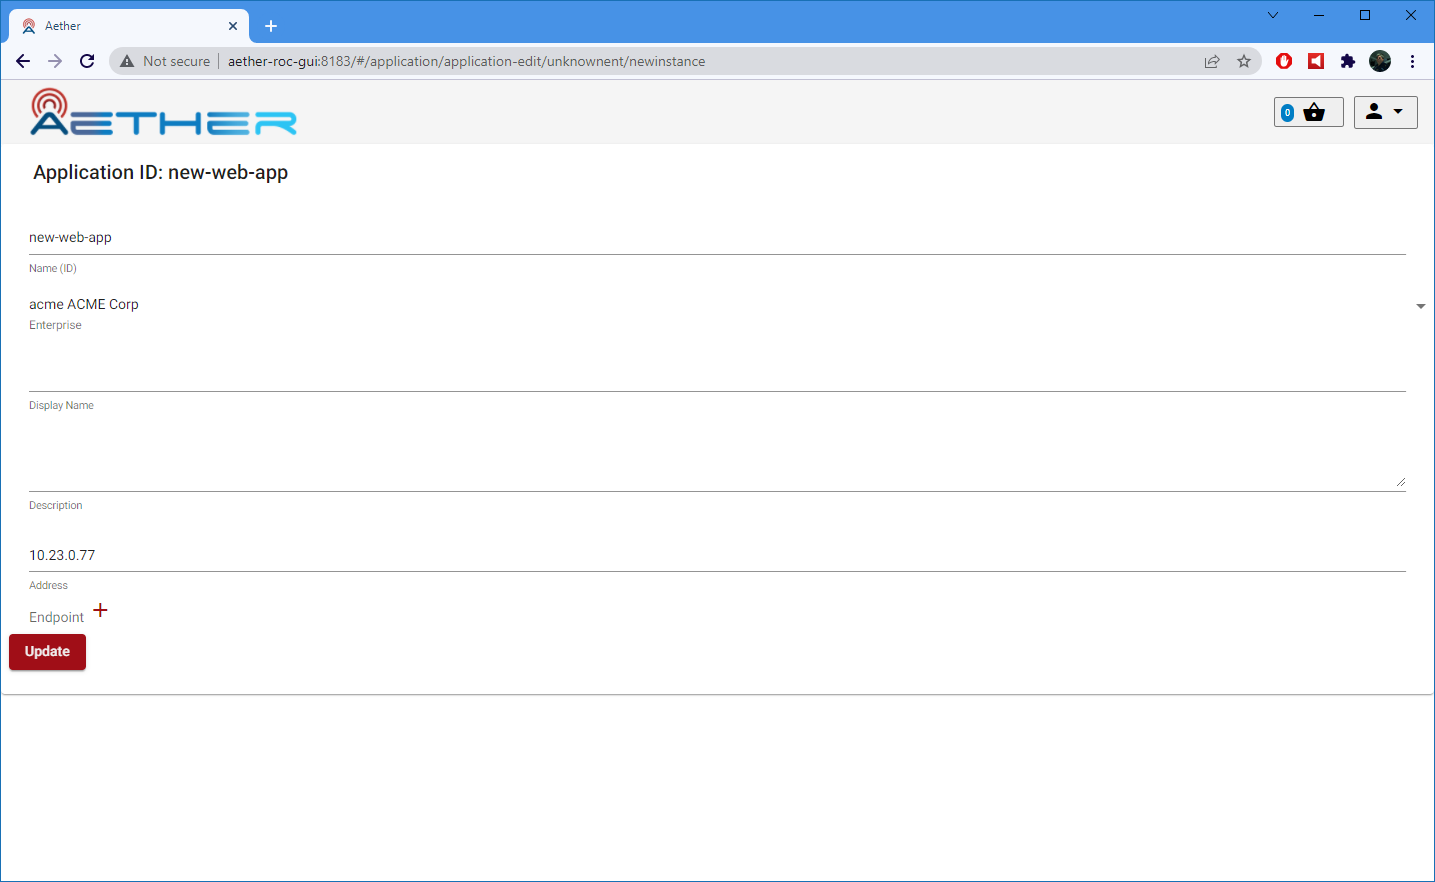 Aether
Not secure
aether-roc-gui:8183/#/application/application-edit/unknownent/newinstance
AETHER
0
Application ID: new-web-app
new-web-app
Name (ID)
acme ACME Corp
Enterprise
Display Name
Description
10.23.0.77
Address
Endpoint +
Update